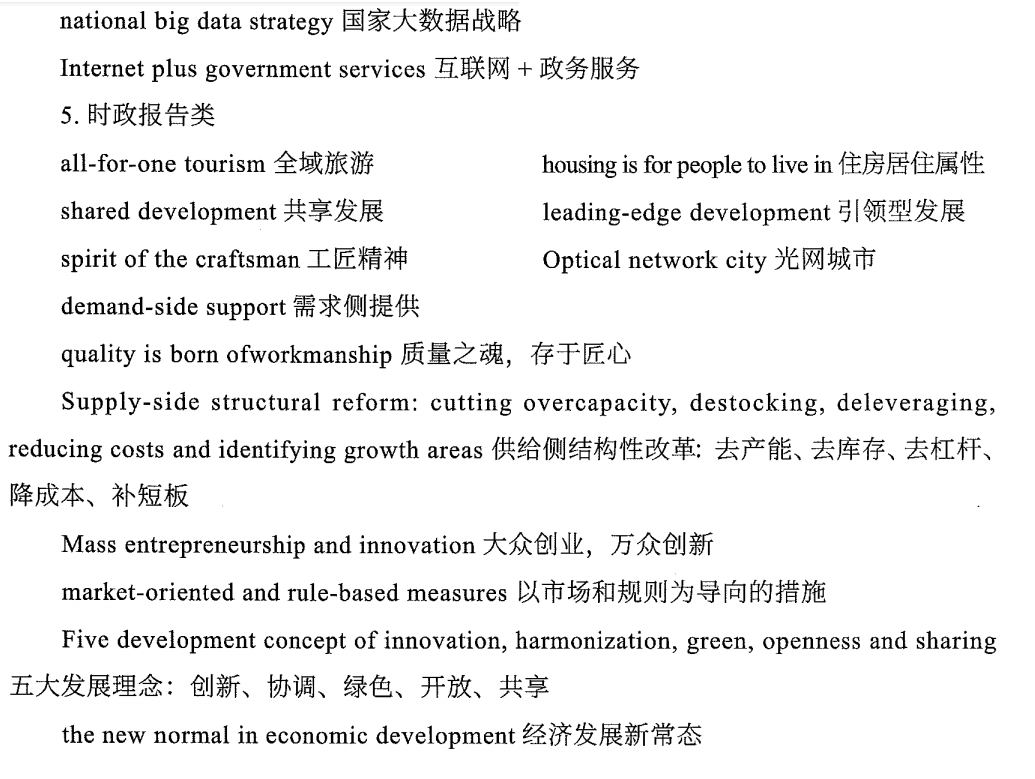 national big data strategy 国家大数据战略
Internet plus government services 互联网 + 政务服务
5. 时政报告类
all-for-one tourism 全域旅游 housing is for people to live in 住房居住属性
shared development 共享发展 leading-edge development 引领型发展
spirit of the craftsman 工匠精神 Optical network city 光网城市
demand-side support 需求侧提供
quality is born ofworkmanship 质量之魂，存于匠心
Supply-side structural reform: cutting overcapacity, destocking, deleveraging,
reducing costs and identifying growth areas 供给侧结构性改革：去产能、去库存、去杠杆、
降成本、补短板
Mass entrepreneurship and innovation 大众创业，万众创新
market-oriented and rule-based measures 以市场和规则为导向的措施
Five development concept of innovation, harmonization, green, openness and sharing
五大发展理念：创新、协调、绿色、开放、共享
the new normal in economic development 经济发展新常态